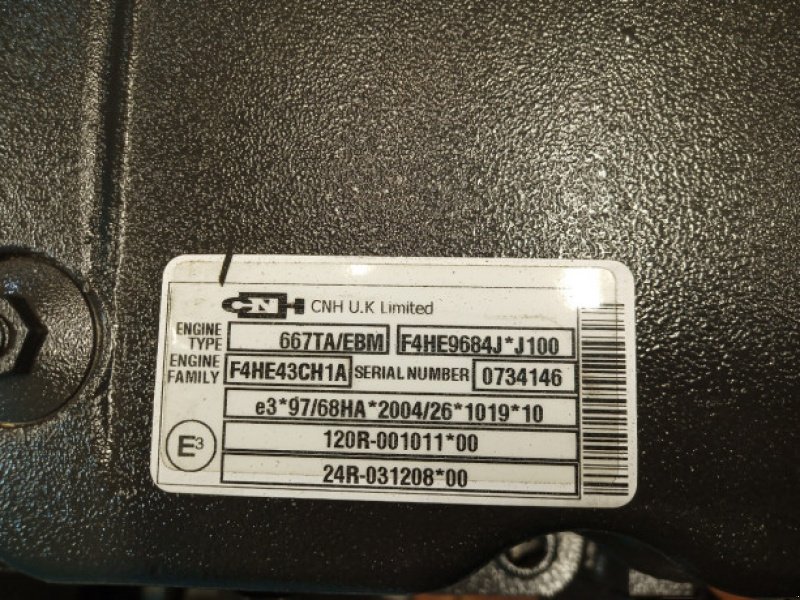 CNH CNH U.K Limited
ENGINE TYPE 667TA/EBM F4HE9684J*J100
ENGINE FAMILY F4HE43CH1A SERIAL NUMBER 0734146
e3*97/68HA*2004/26*1019*10
E3 120R-001011*00
24R-031208*00